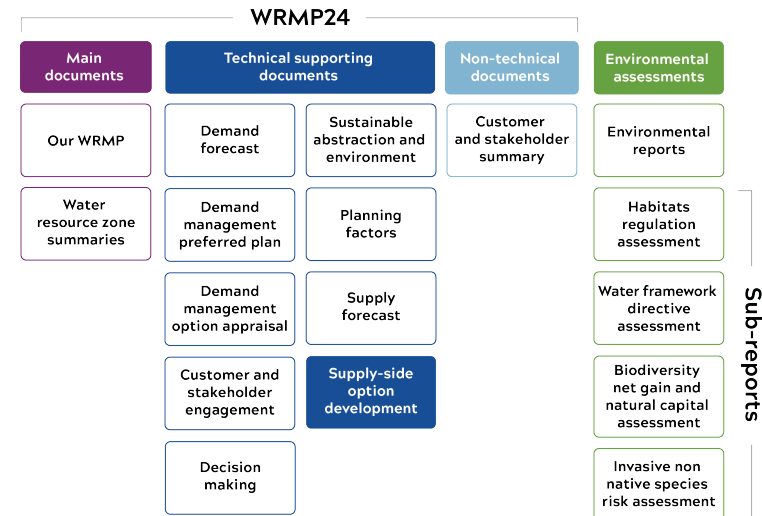 WRMP24
Main
documents
Technical supporting
documents
Non-technical
documents
Environmental
assessments
Our WRMP
Demand
forecast
Sustainable
abstraction and
environment
Customer
and stakeholder
summary
Environmental
reports
Water
resource zone
summaries
Demand
management
preferred plan
Planning
factors
Habitats
regulation
assessment
Demand
management
option appraisal
Supply
forecast
Water framework
directive
assessment
Customer and
stakeholder
engagement
Supply-side
option
development
Biodiversity
net gain and
natural capital
assessment
Decision
making
Invasive non
native species
risk assessment
Sub-reports